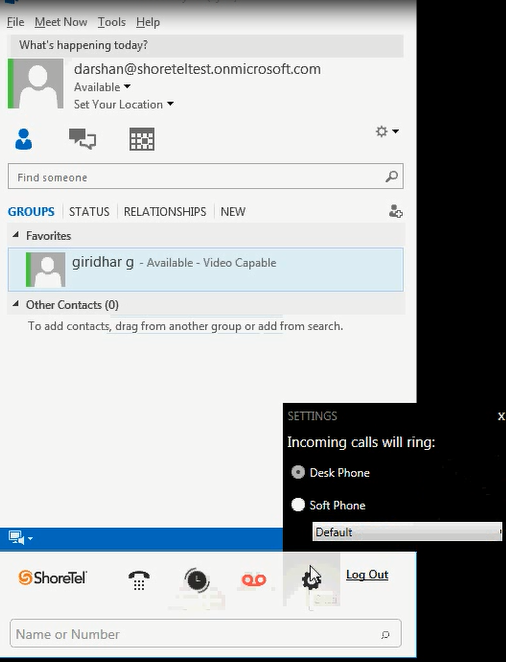 File Meet Now Tools Help
What's happening today?
darshan@shoreteltest.onmicrosoft.com
Available
Set Your Location
Find someone
GROUPS STATUS RELATIONSHIPS NEW
Favorites
giridhar g - Available - Video Capable
Other Contacts (0)
To add contacts, drag from another group or add from search.
SETTINGS X
Incoming calls will ring:
Desk Phone
Soft Phone
Default
ShoreTel Log Out
Name or Number